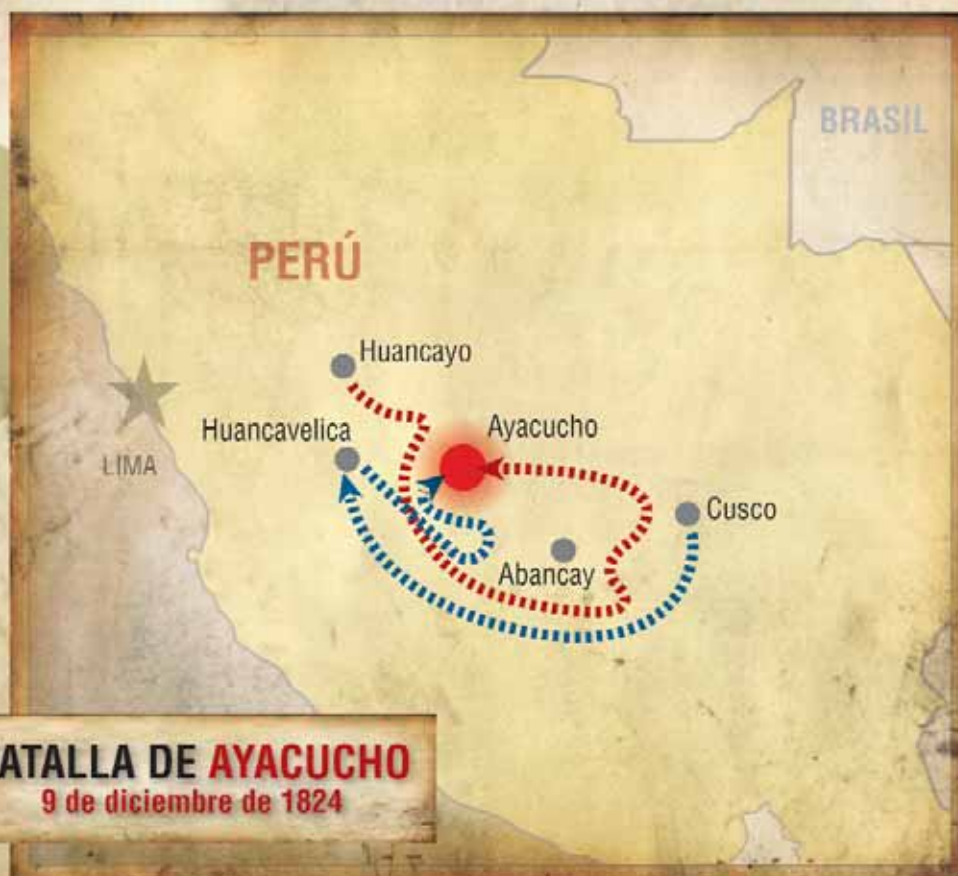 BRASIL
PERÚ
Huancayo
Huancavelica
Ayacucho
LIMA
Cusco
Abancay
ATALLA DE AYACUCHO
9 de diciembre de 1824